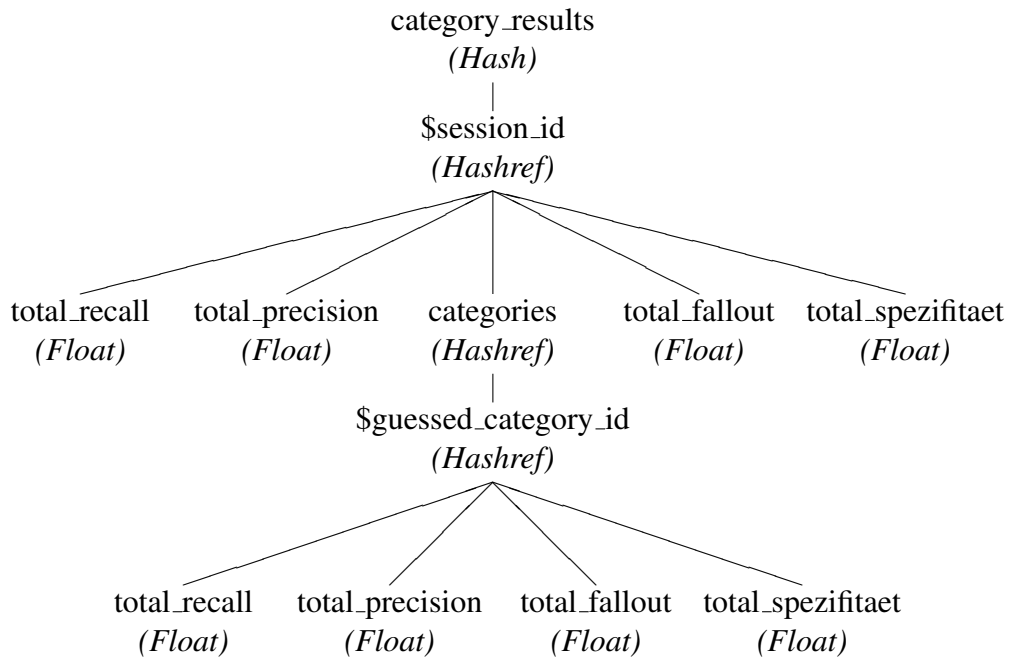 category_results
(Hash)
$session_id
(Hashref)
total_recall total_precision categories total_fallout total_spezifitaet
(Float) (Float) (Hashref) (Float) (Float)
$guessed_category_id
(Hashref)
total_recall total_precision total_fallout total_spezifitaet
(Float) (Float) (Float) (Float)